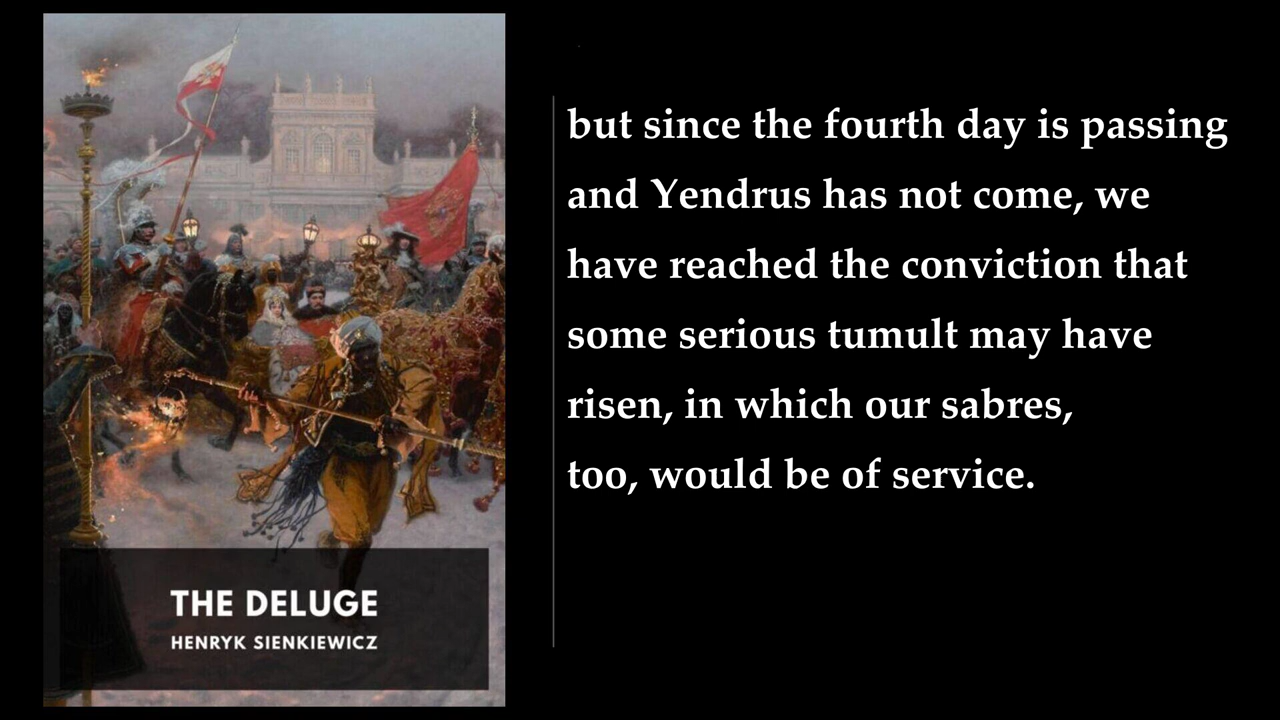 THE DELUGE
HENRYK SIENKIEWICZ
but since the fourth day is passing
and Yendrus has not come, we
have reached the conviction that
some serious tumult may have
risen, in which our sabres,
too, would be of service.